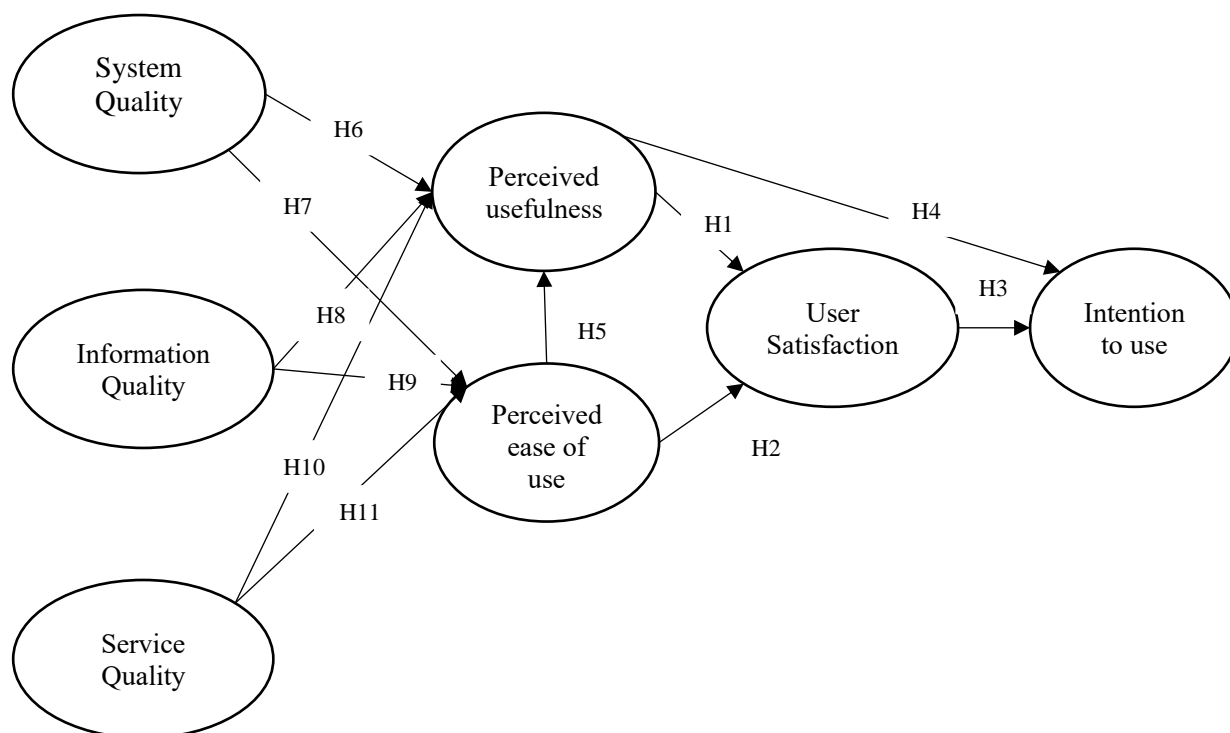 System
Quality
H6
Perceived
usefulness
H7
H4
H1
H3
H8
User
Satisfaction
Intention
to use
H5
Information
Quality
H9
Perceived
ease of
use
H2
H10
H11
Service
Quality